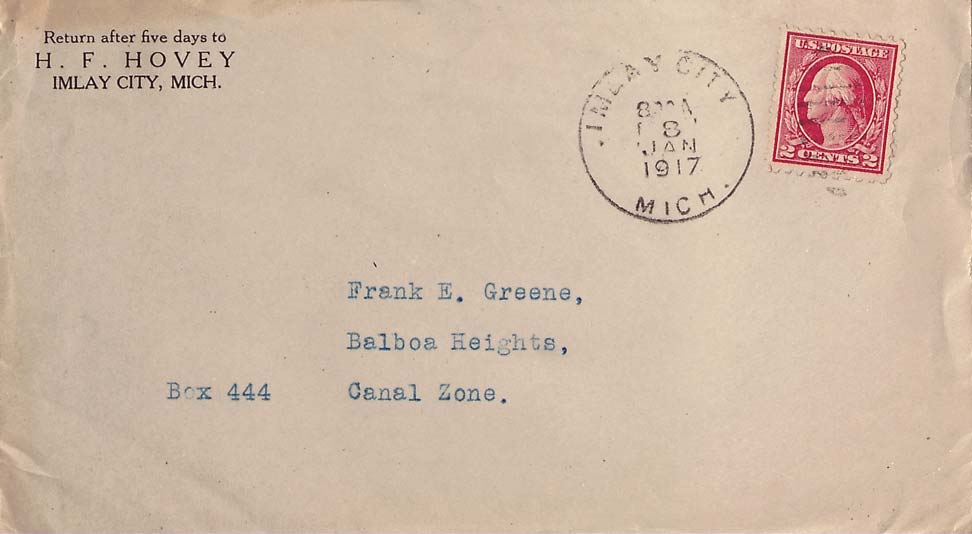 Return after five days to
H. F. HOVEY
IMLAY CITY, MICH.
IMLAY CITY
8
JAN
1917
MICH.
U.S. POSTAGE
2 CENTS 2
Frank E. Greene,
Balboa Heights,
Box 444 Canal Zone.